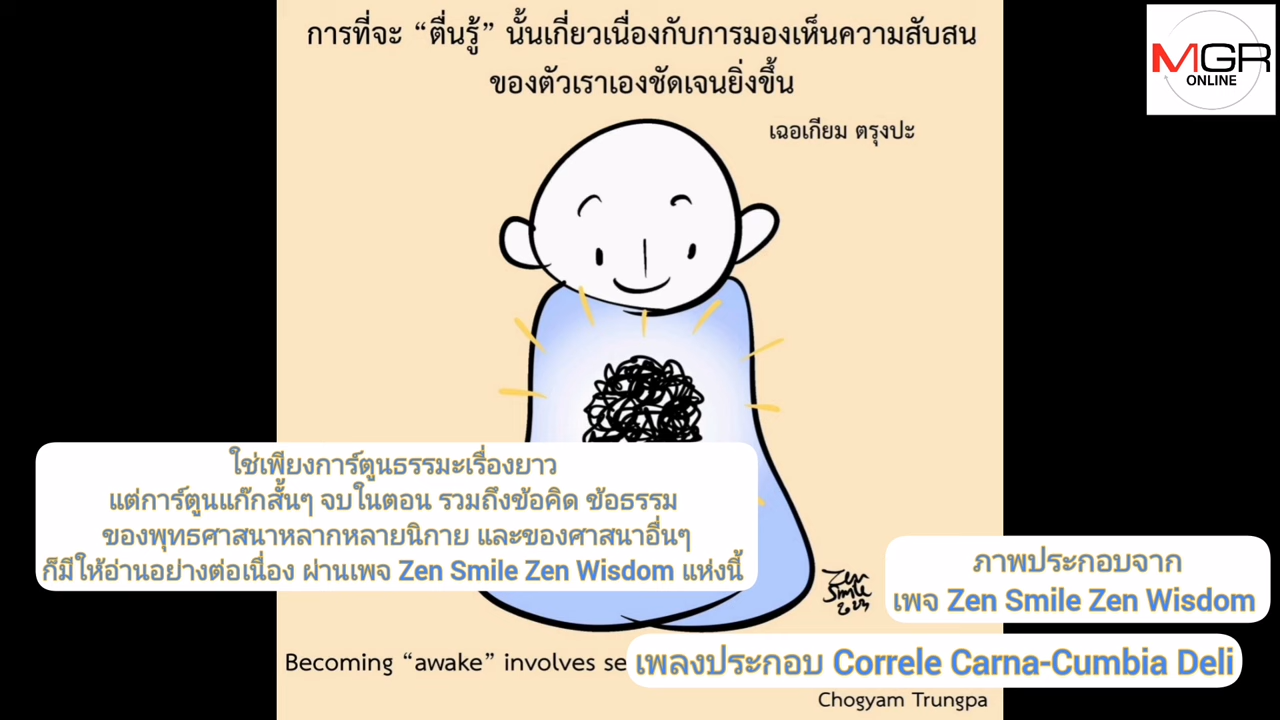 การที่จะ “ตื่นรู้” นั้นเกี่ยวเนื่องกับการมองเห็นความสับสน
ของตัวเราเองชัดเจนยิ่งขึ้น
เฉอเกียม ตรุงปะ
MGR
ONLINE
ใช่เพียงการ์ตูนธรรมะเรื่องยาว
แต่การ์ตูนแก๊กสั้นๆ จบในตอน รวมถึงข้อคิด ข้อธรรม
ของพุทธศาสนาหลากหลายนิกาย และของศาสนาอื่นๆ
ก็มีให้อ่านอย่างต่อเนื่อง ผ่านเพจ Zen Smile Zen Wisdom แห่งนี้
Zen
Smile
2023
ภาพประกอบจาก
เพจ Zen Smile Zen Wisdom
Becoming “awake” involves se
เพลงประกอบ Correle Carna-Cumbia Deli
Chogyam Trungpa